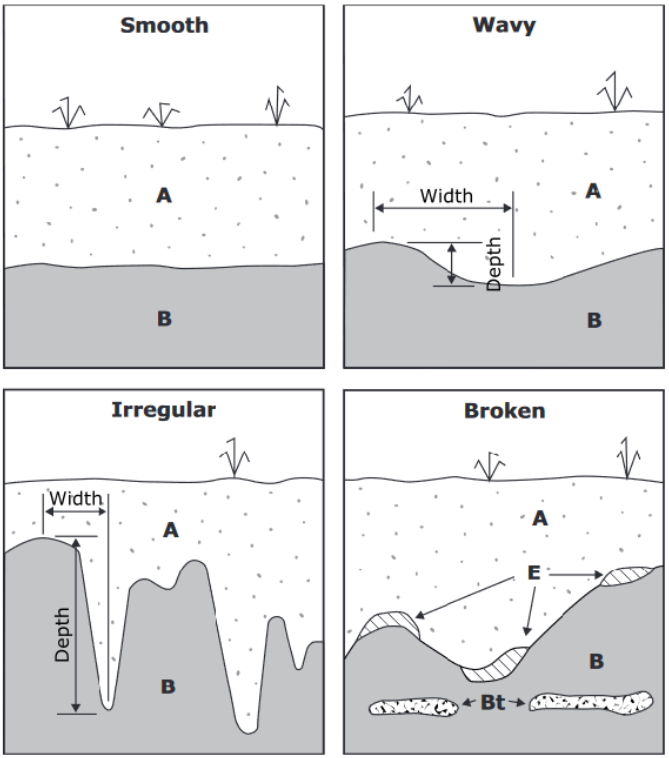 Smooth
A
B
Wavy
Width
A
Depth
B
Irregular
Width
A
Depth
B
Broken
A
E
B
Bt